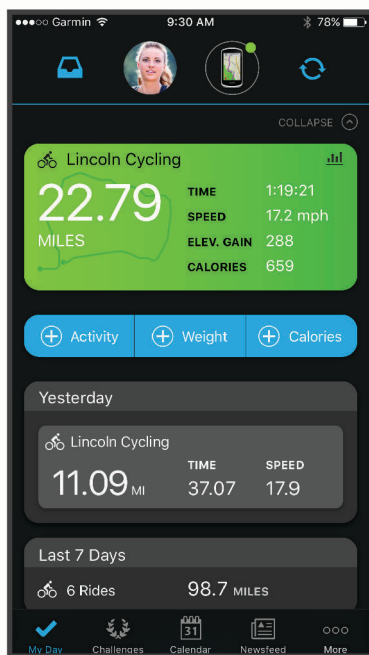 Garmin 9:30 AM 78%
COLLAPSE
Lincoln Cycling
22.79 MILES
TIME 1:19:21
SPEED 17.2 mph
ELEV. GAIN 288
CALORIES 659
Activity Weight Calories
Yesterday
Lincoln Cycling
TIME SPEED
11.09 MI 37.07 17.9
Last 7 Days
6 Rides 98.7 MILES
31
My Day Challenges Calendar Newsfeed More